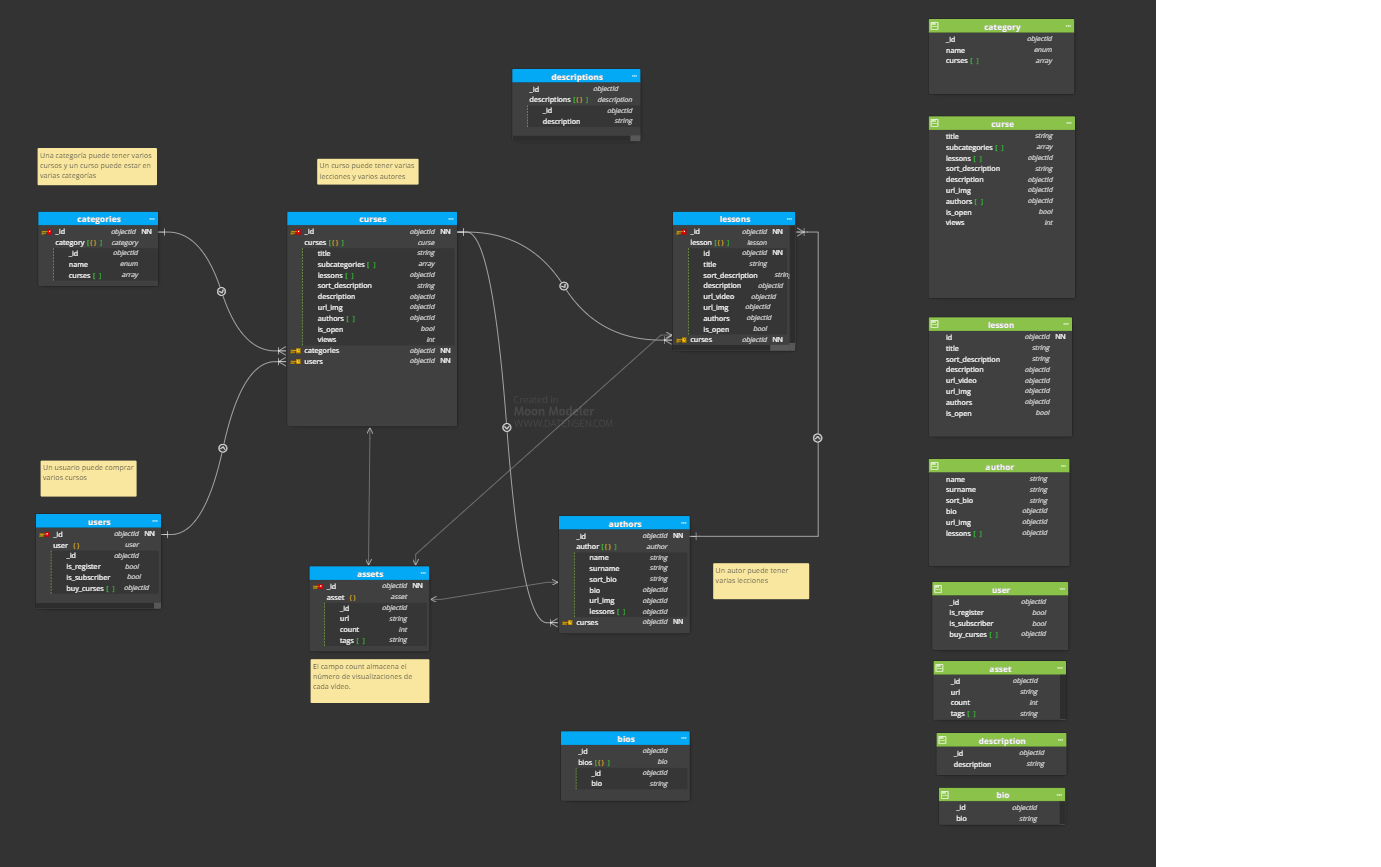 descriptions
_id objectId
descriptions [{} ] description
_id objectId
description string
Una categoría puede tener varios
cursos y un curso puede estar en
varias categorías
Un curso puede tener varias
lecciones y varios autores
categories
_id objectId NN
category [{} ] category
_id objectId
name enum
curses [ ] array
curses
_id objectId NN
curses [{} ] curse
title string
subcategories [ ] array
lessons [ ] objectId
sort_description string
description objectId
url_img objectId
authors [ ] objectId
is_open bool
views int
categories objectId NN
users objectId NN
lessons
_id objectId NN
lesson [{} ] lesson
id objectId NN
title string
sort_description strin
description objectId
url_video objectId
url_img objectId
authors objectId
is_open bool
curses objectId NN
Created in
Moon Modeler
WWW.DATENSEN.COM
Un usuario puede comprar
varios cursos
users
_id objectId NN
user {} user
_id objectId
is_register bool
is_subscriber bool
buy_curses [ ] objectId
assets
_id objectId NN
asset {} asset
_id objectId
url string
count int
tags [ ] string
El campo count almacena el
número de visualizaciones de
cada vídeo.
authors
_id objectId NN
author [{} ] author
name string
surname string
sort_bio string
bio objectId
url_img objectId
lessons [ ] objectId
curses objectId NN
Un autor puede tener
varias lecciones
bios
_id objectId
bios [{} ] bio
_id objectId
bio string
category
_id objectId
name enum
curses [ ] array
curse
title string
subcategories [ ] array
lessons [ ] objectId
sort_description string
description objectId
url_img objectId
authors [ ] objectId
is_open bool
views int
lesson
id objectId NN
title string
sort_description string
description objectId
url_video objectId
url_img objectId
authors objectId
is_open bool
author
name string
surname string
sort_bio string
bio objectId
url_img objectId
lessons [ ] objectId
user
_id objectId
is_register bool
is_subscriber bool
buy_curses [ ] objectId
asset
_id objectId
url string
count int
tags [ ] string
description
_id objectId
description string
bio
_id objectId
bio string